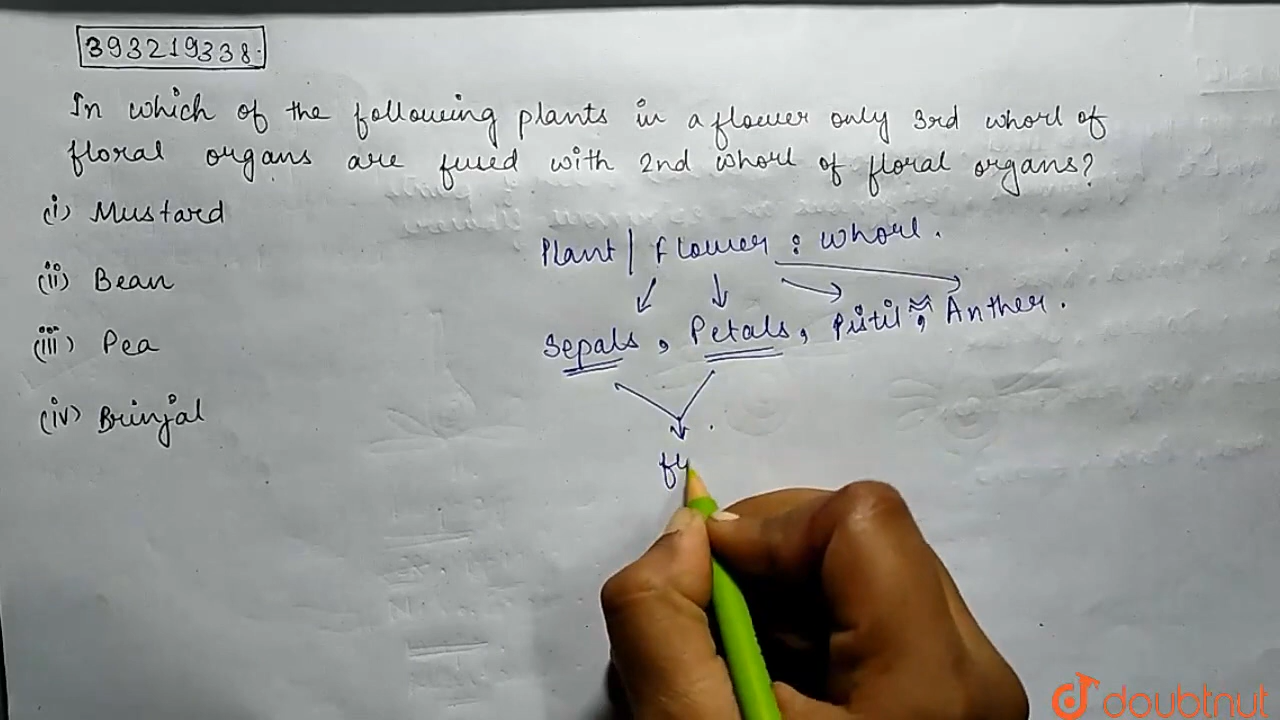 393219338.
In which of the following plants in a flower only 3rd whorl of
floral organs are fused with 2nd whorl of floral organs?
(i) Mustard
(ii) Bean
(iii) Pea
(iv) Brinjal
Plant | flower : whorl.
Sepals, Petals, Pistil, Anther.
fu
doubtnut